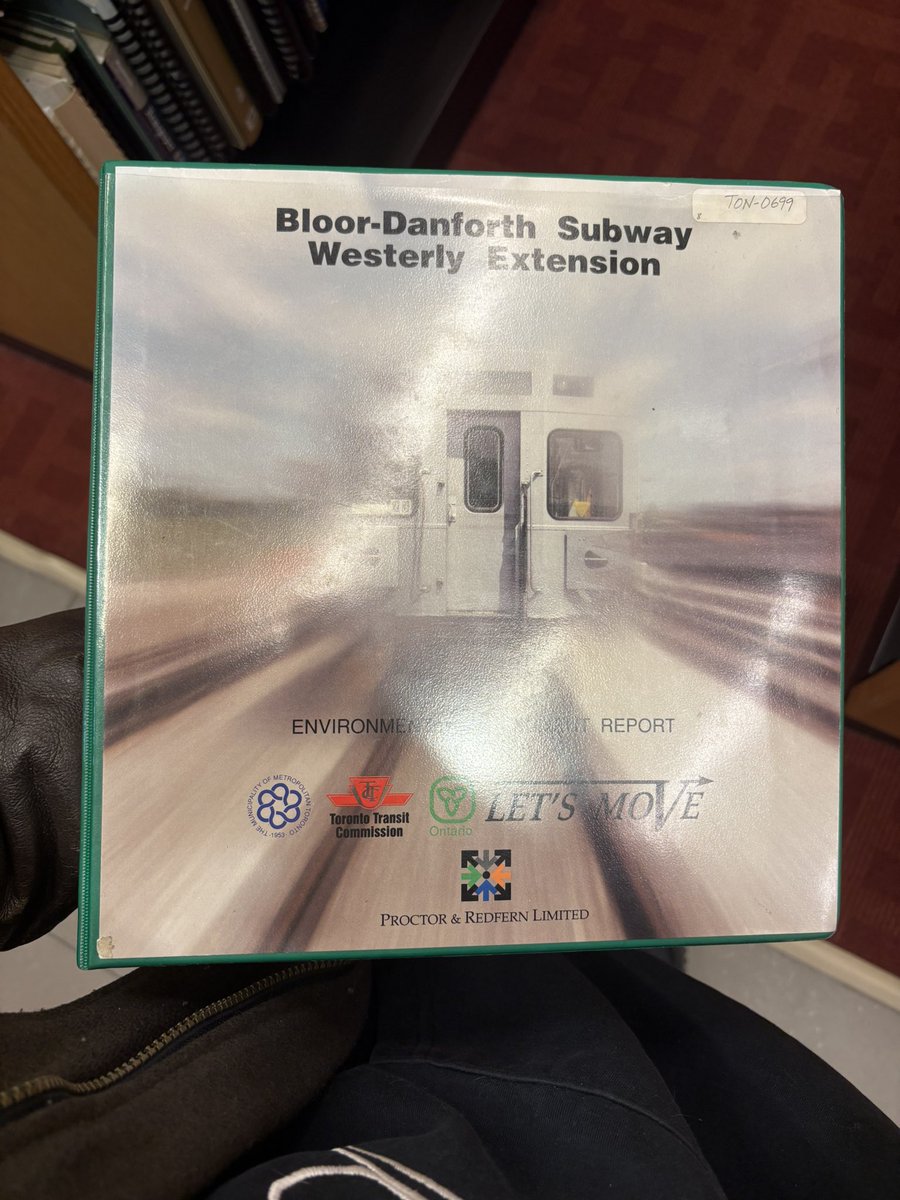 TON-0699
Bloor-Danforth Subway
Westerly Extension
ENVIRONMENTAL REPORT
THE MUNICIPALITY OF METROPOLITAN TORONTO
·1953·
Toronto Transit
Commission
Ontario
LET'S MOVE
PROCTOR & REDFERN LIMITED